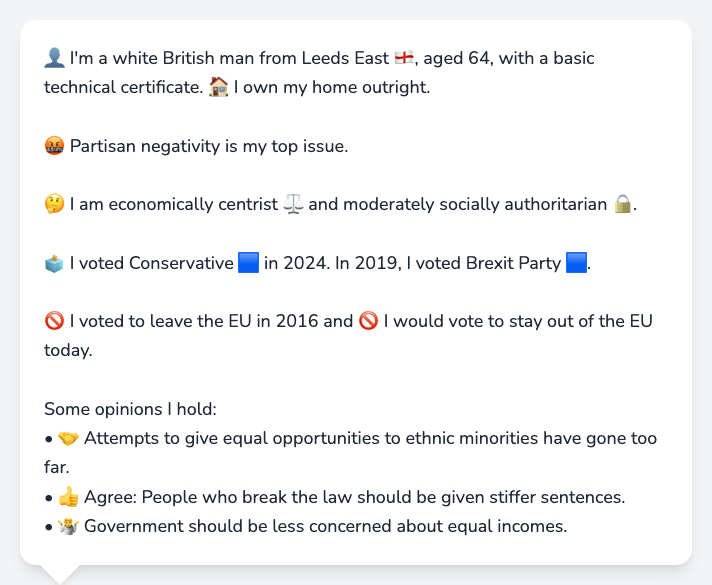 👤 I'm a white British man from Leeds East 🏴󠁧󠁢󠁥󠁮󠁧󠁿, aged 64, with a basic
technical certificate. 🏠 I own my home outright.
🤬 Partisan negativity is my top issue.
🤔 I am economically centrist ⚖️ and moderately socially authoritarian 🔒.
🗳️ I voted Conservative 🟦 in 2024. In 2019, I voted Brexit Party 🟦.
🚫 I voted to leave the EU in 2016 and 🚫 I would vote to stay out of the EU
today.
Some opinions I hold:
• 🤝 Attempts to give equal opportunities to ethnic minorities have gone too
far.
• 👍 Agree: People who break the law should be given stiffer sentences.
• 🤷 Government should be less concerned about equal incomes.